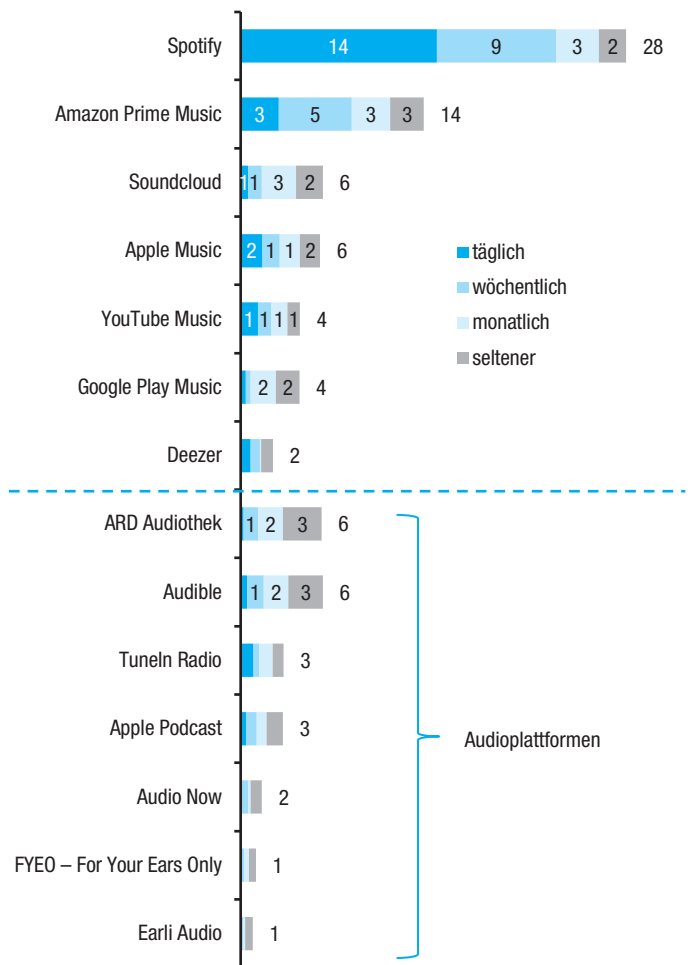 Spotify 14 9 3 2 28
Amazon Prime Music 3 5 3 3 14
Soundcloud 1 1 3 2 6
Apple Music 2 1 1 2 6
täglich
wöchentlich
monatlich
seltener
YouTube Music 1 1 1 1 4
Google Play Music 2 2 4
Deezer 2
ARD Audiothek 1 2 3 6
Audible 1 2 3 6
TuneIn Radio 3
Apple Podcast 3
Audioplattformen
Audio Now 2
FYEO – For Your Ears Only 1
Earli Audio 1